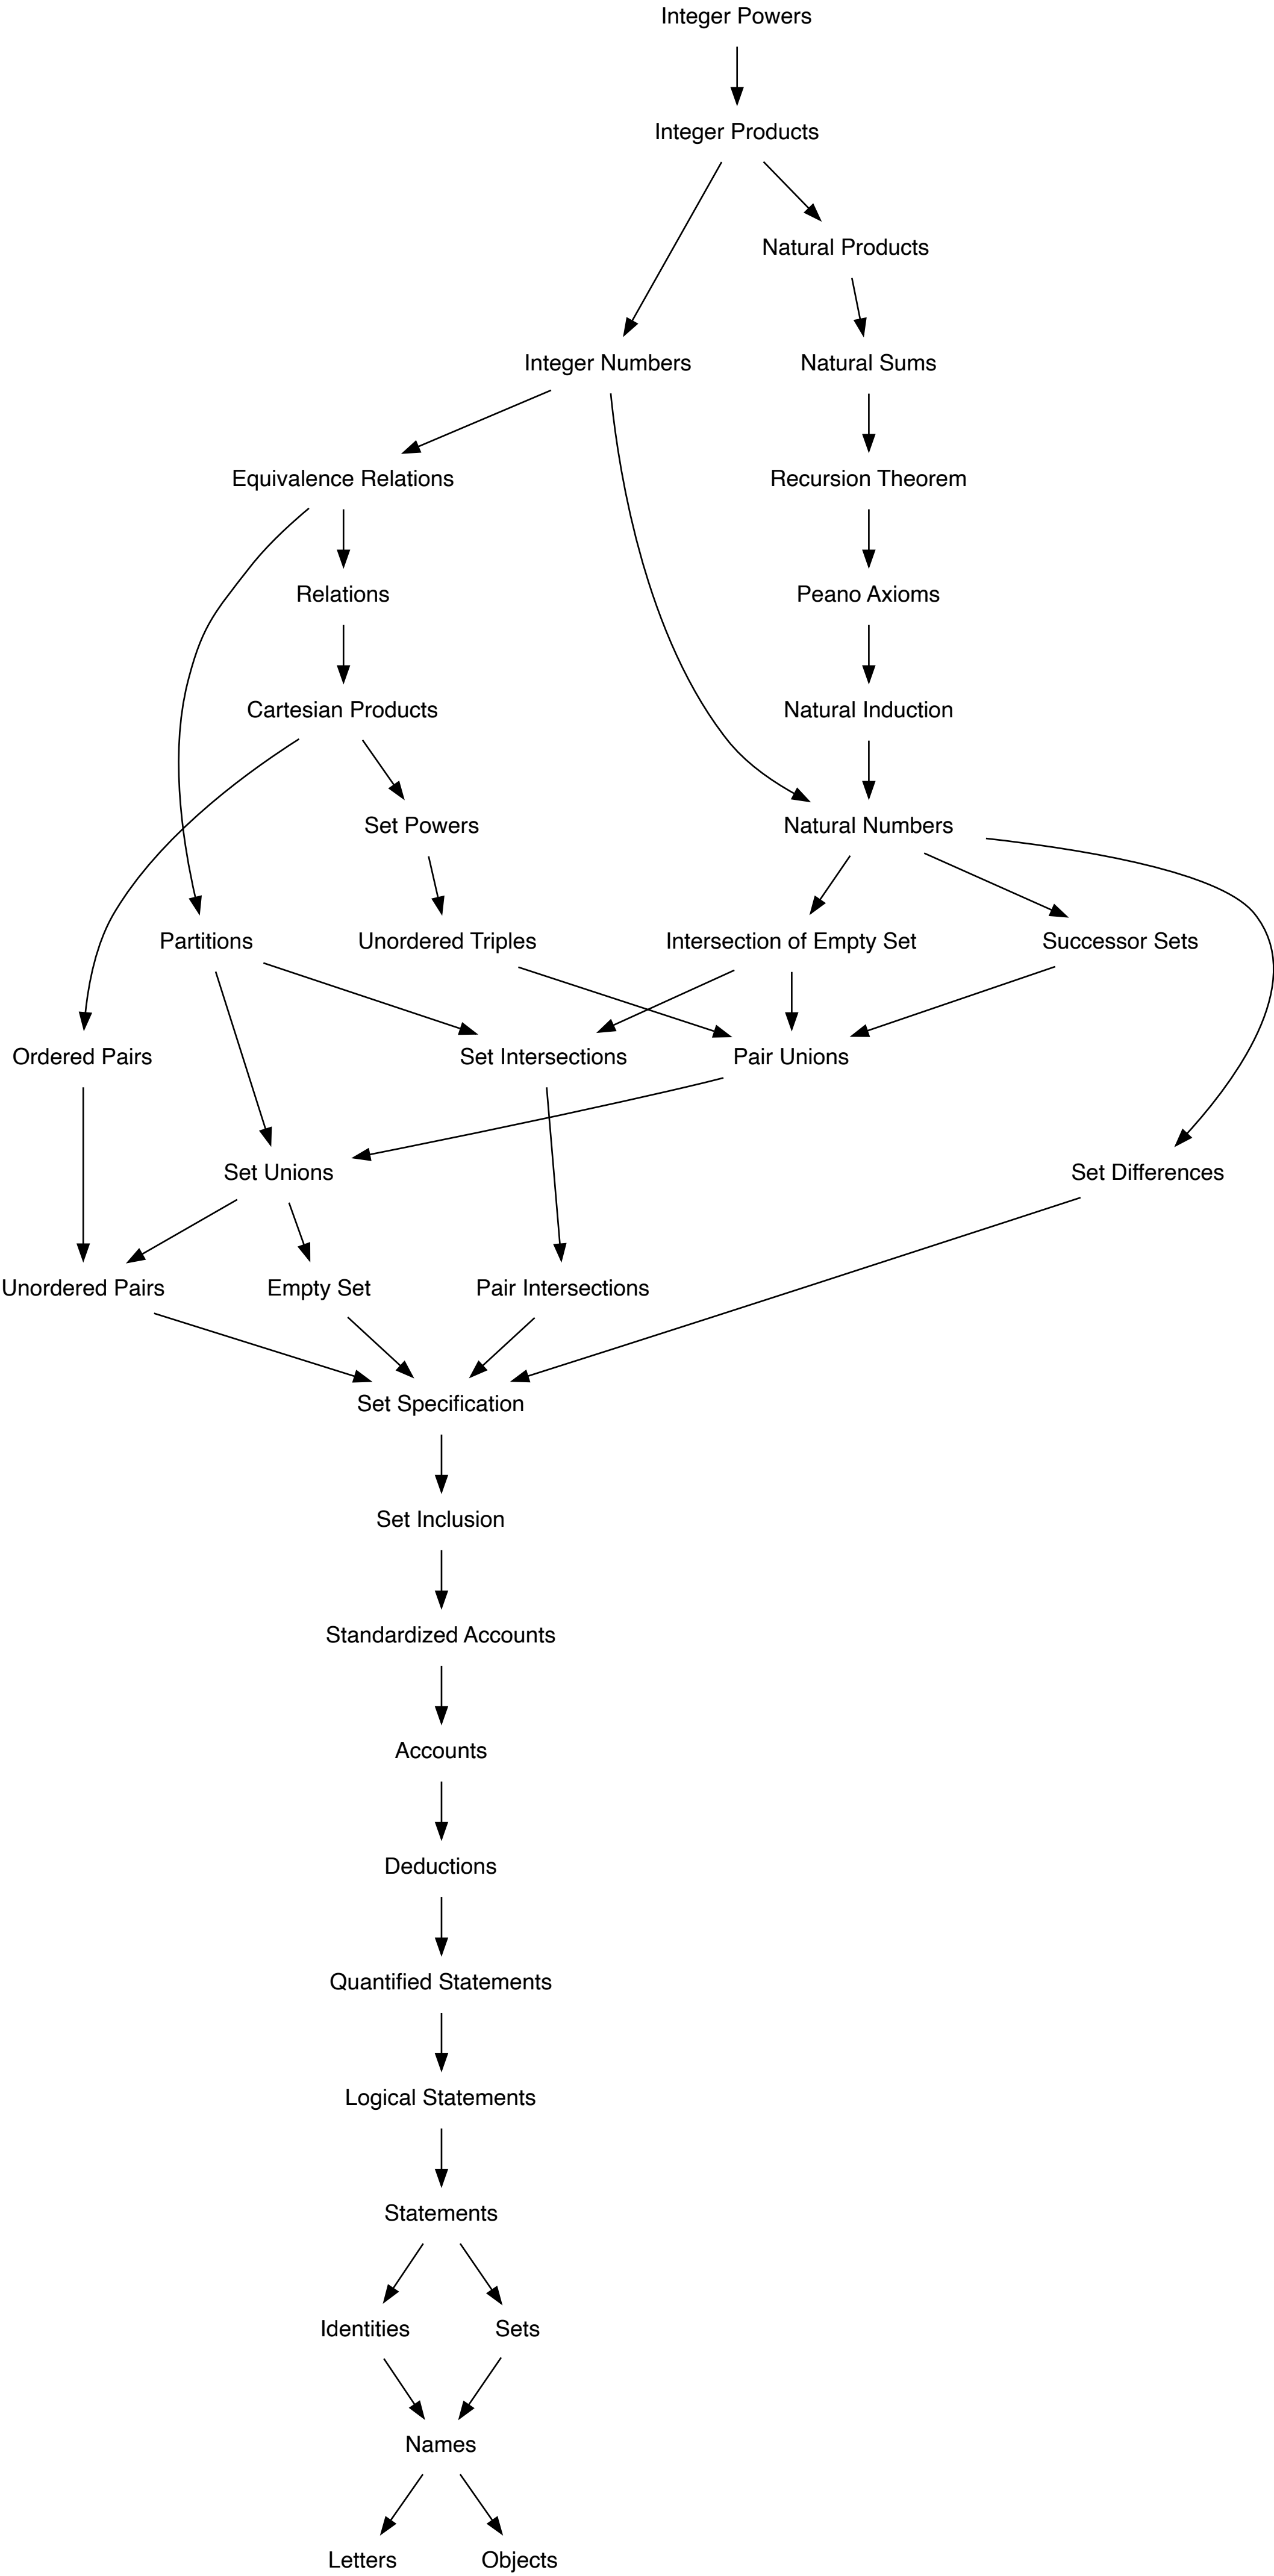 Integer Powers
Integer Products
Natural Products
Integer Numbers
Natural Sums
Equivalence Relations
Recursion Theorem
Relations
Peano Axioms
Cartesian Products
Natural Induction
Set Powers
Natural Numbers
Partitions
Unordered Triples
Intersection of Empty Set
Successor Sets
Ordered Pairs
Set Intersections
Pair Unions
Set Unions
Set Differences
Unordered Pairs
Empty Set
Pair Intersections
Set Specification
Set Inclusion
Standardized Accounts
Accounts
Deductions
Quantified Statements
Logical Statements
Statements
Identities
Sets
Names
Letters
Objects